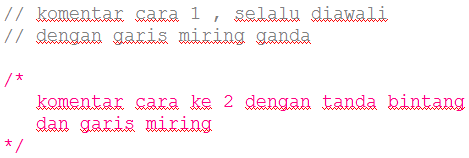 // komentar cara 1 , selalu diawali
// dengan garis miring ganda
/*
komentar cara ke 2 dengan tanda bintang
dan garis miring
*/